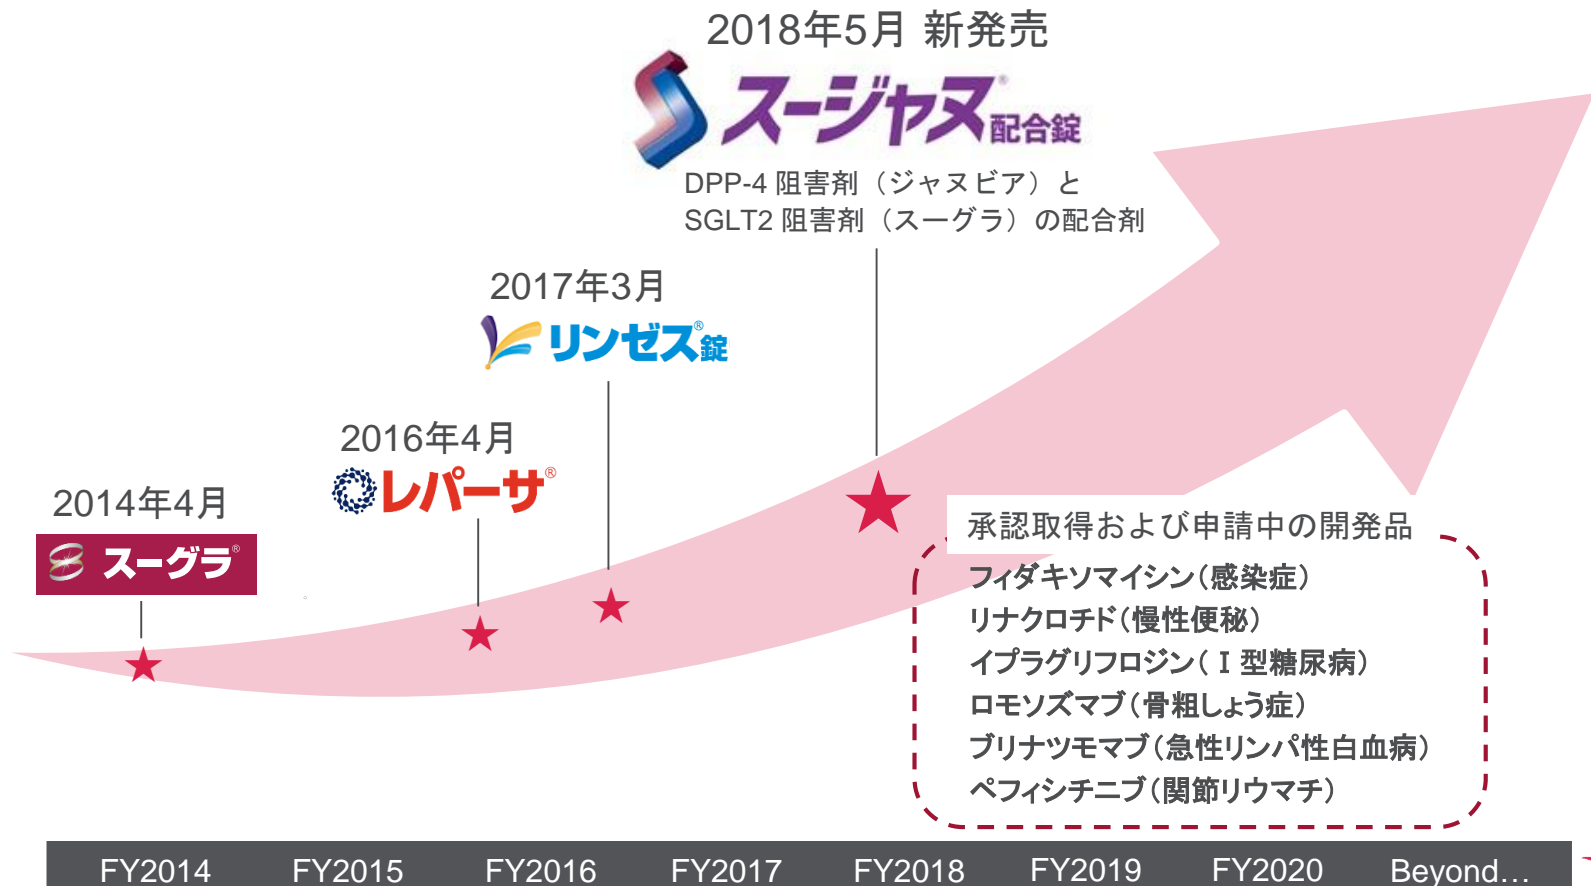 2018年5月 新発売
スージャヌ® 配合錠
DPP-4 阻害剤（ジャヌビア）と
SGLT2 阻害剤（スーグラ）の配合剤
2017年3月
リンゼス®錠
2016年4月
レパーサ®
2014年4月
スーグラ®
承認取得および申請中の開発品
フィダキソマイシン（感染症）
リナクロチド（慢性便秘）
イプラグリフロジン（Ⅰ型糖尿病）
ロモソズマブ（骨粗しょう症）
ブリナツモマブ（急性リンパ性白血病）
ペフィシチニブ（関節リウマチ）
FY2014 FY2015 FY2016 FY2017 FY2018 FY2019 FY2020 Beyond…